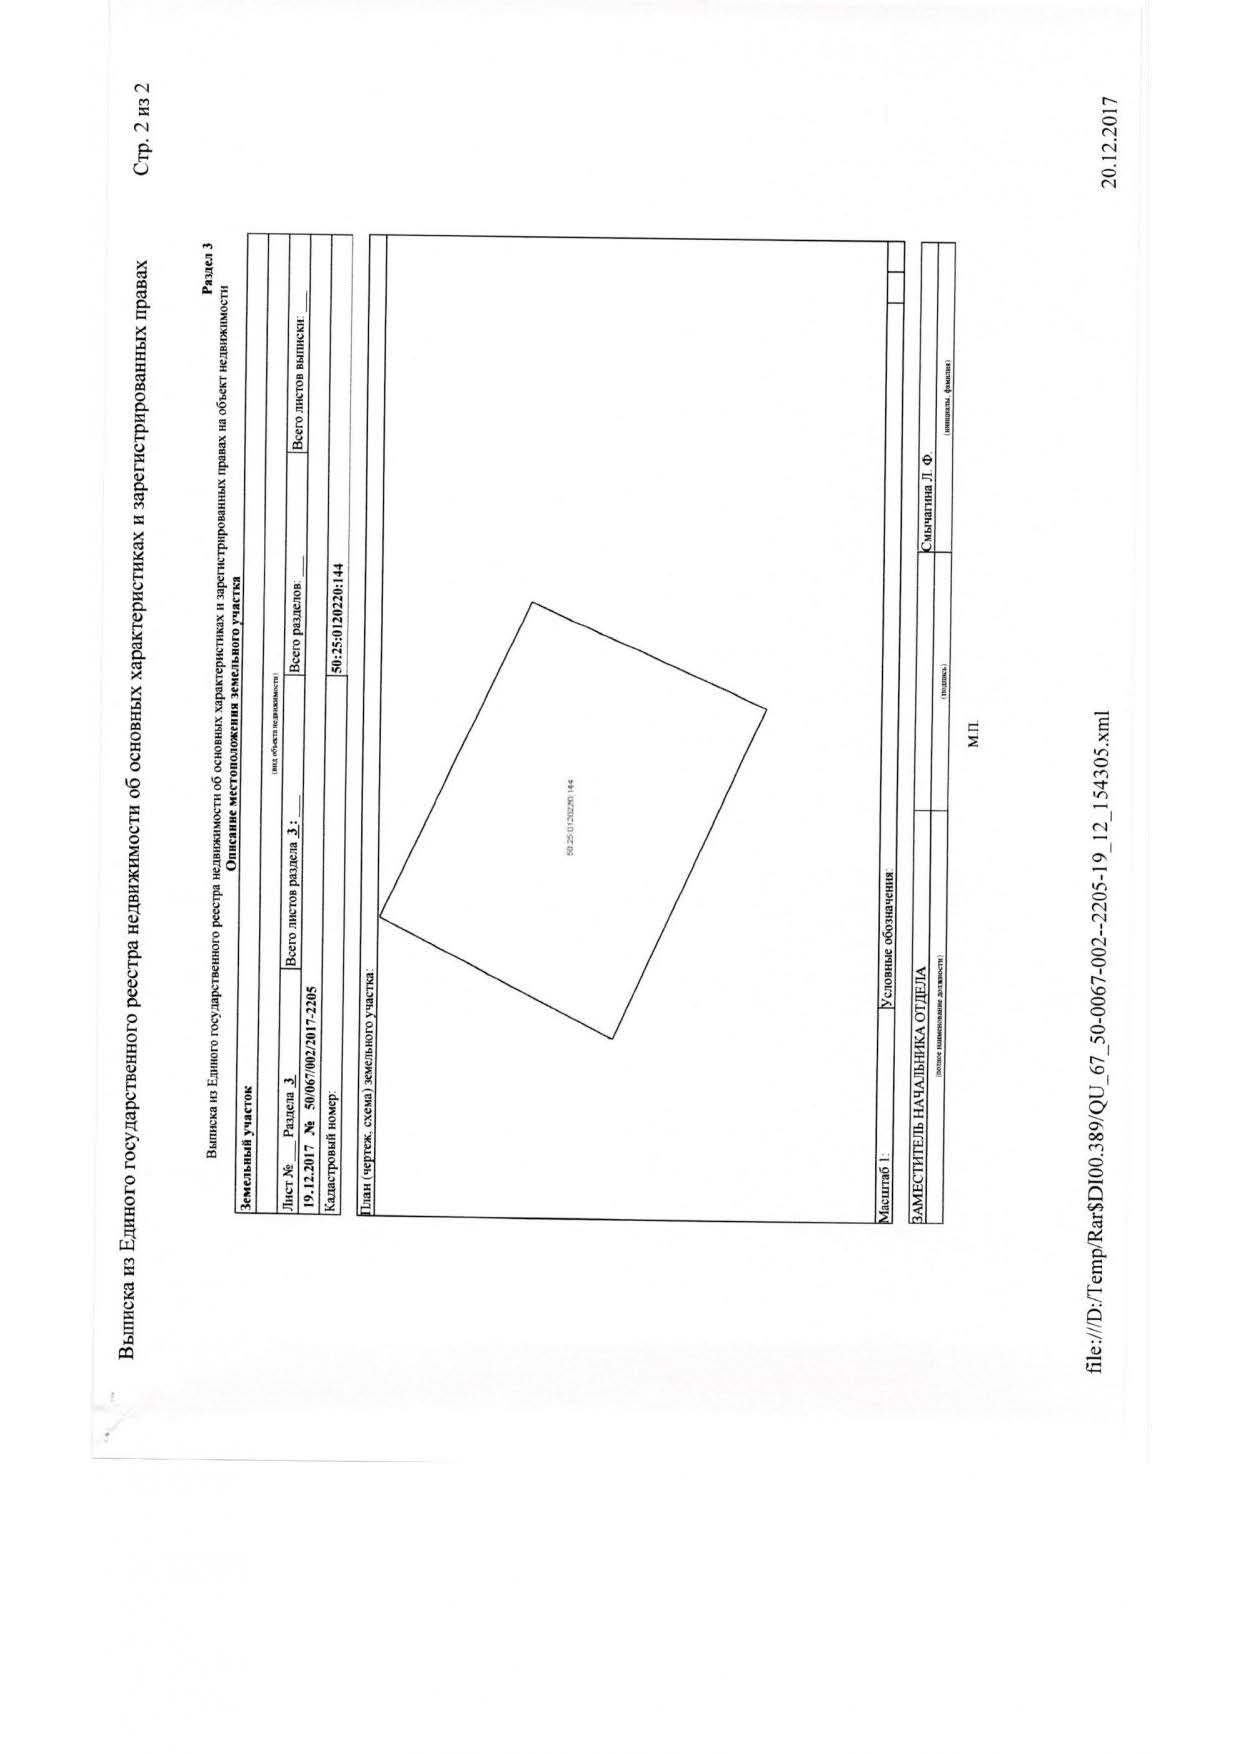 Выписка из Единого государственного реестра недвижимости об основных характеристиках и зарегистрированных правах Стр. 2 из 2
Раздел 3
Выписка из Единого государственного реестра недвижимости об основных характеристиках и зарегистрированных правах на объект недвижимости
Описание местоположения земельного участка
Земельный участок
(вид объекта недвижимости)
Лист № ___ Раздела 3 Всего листов раздела 3 : ___ Всего разделов: ___ Всего листов выписки: ___
19.12.2017 № 50/067/002/2017-2205
Кадастровый номер: 50:25:0120220:144
План (чертеж, схема) земельного участка:
50:25:0120220:144
Масштаб 1: Условные обозначения:
ЗАМЕСТИТЕЛЬ НАЧАЛЬНИКА ОТДЕЛА Смычагина Л. Ф.
(полное наименование должности) (подпись) (инициалы, фамилия)
М.П.
file:///D:/Temp/Rar$DI00.389/QU_67_50-0067-002--2205-19_12_154305.xml 20.12.2017